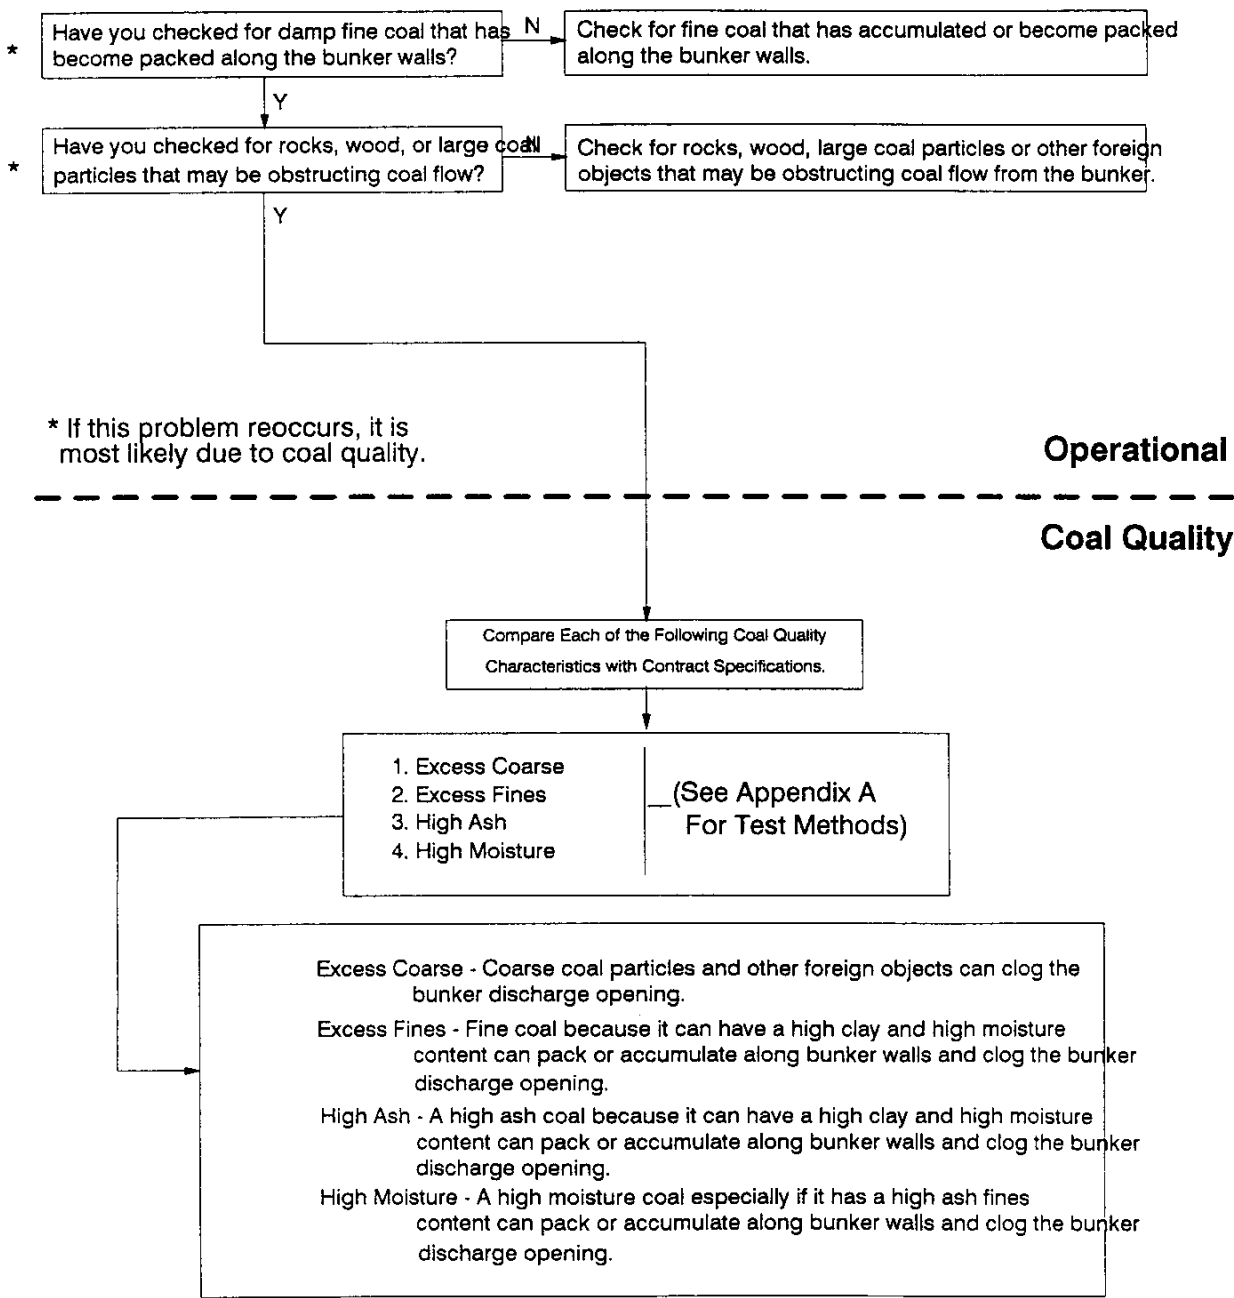 * Have you checked for damp fine coal that has
become packed along the bunker walls?
N
Check for fine coal that has accumulated or become packed
along the bunker walls.
Y
* Have you checked for rocks, wood, or large coal
particles that may be obstructing coal flow?
N
Check for rocks, wood, large coal particles or other foreign
objects that may be obstructing coal flow from the bunker.
Y
* If this problem reoccurs, it is
most likely due to coal quality.
Operational
Coal Quality
Compare Each of the Following Coal Quality
Characteristics with Contract Specifications.
1. Excess Coarse
2. Excess Fines
3. High Ash
4. High Moisture
(See Appendix A
For Test Methods)
Excess Coarse - Coarse coal particles and other foreign objects can clog the
bunker discharge opening.
Excess Fines - Fine coal because it can have a high clay and high moisture
content can pack or accumulate along bunker walls and clog the bunker
discharge opening.
High Ash - A high ash coal because it can have a high clay and high moisture
content can pack or accumulate along bunker walls and clog the bunker
discharge opening.
High Moisture - A high moisture coal especially if it has a high ash fines
content can pack or accumulate along bunker walls and clog the bunker
discharge opening.